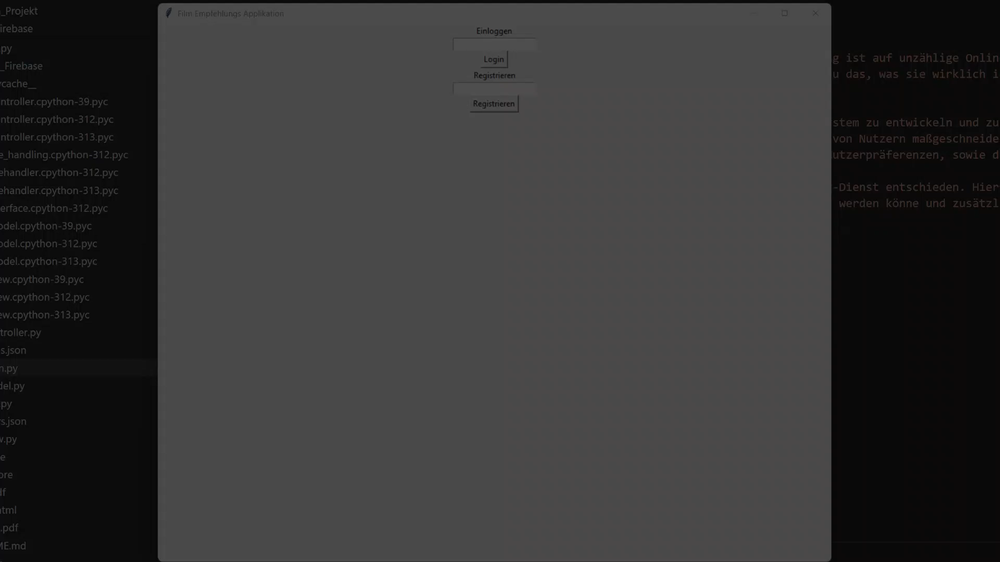 _Projekt
irebase
py
_Firebase
ycache__
ntroller.cpython-39.pyc
ntroller.cpython-312.pyc
ntroller.cpython-313.pyc
e_handling.cpython-312.pyc
ehandler.cpython-312.pyc
ehandler.cpython-313.pyc
erface.cpython-312.pyc
odel.cpython-39.pyc
odel.cpython-312.pyc
odel.cpython-313.pyc
ew.cpython-39.pyc
ew.cpython-312.pyc
ew.cpython-313.pyc
troller.py
s.json
n.py
del.py
.py
rs.json
w.py
e
ore
df
html
.pdf
ME.md
Film Empfehlungs Applikation
Einloggen
Login
Registrieren
Registrieren
g ist auf unzählige Onlin
u das, was sie wirklich i
stem zu entwickeln und zu
von Nutzern maßgeschneide
utzerpräferenzen, sowie d
-Dienst entschieden. Hier
werden könne und zusätzl